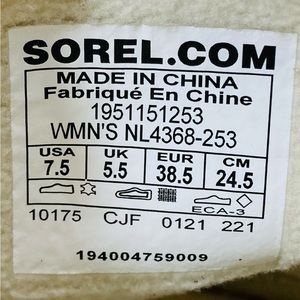 SOREL.COM
MADE IN CHINA
Fabriqué En Chine
1951151253
WMN'S NL4368-253
USA UK EUR CM
7.5 5.5 38.5 24.5
ECA-3
10175 CJF 0121 221
194004759009